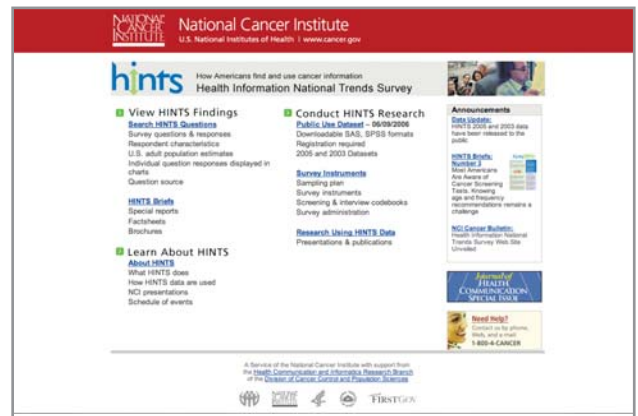 NATIONAL
CANCER
INSTITUTE
National Cancer Institute
U.S. National Institutes of Health | www.cancer.gov
hints
How Americans find and use cancer information
Health Information National Trends Survey
View HINTS Findings
Search HINTS Questions
Survey questions & responses
Respondent characteristics
U.S. adult population estimates
Individual question responses displayed in
charts
Question source
HINTS Briefs
Special reports
Factsheets
Brochures
Learn About HINTS
About HINTS
What HINTS does
How HINTS data are used
NCI presentations
Schedule of events
Conduct HINTS Research
Public Use Dataset – 06/09/2006
Downloadable SAS, SPSS formats
Registration required
2005 and 2003 Datasets
Survey Instruments
Sampling plan
Survey instruments
Screening & interview codebooks
Survey administration
Research Using HINTS Data
Presentations & publications
Announcements
Data Update:
HINTS 2005 and 2003 data
have been released to the
public
HINTS Briefs:
Number 3
Most Americans
Are Aware of
Cancer Screening
Tests, Knowing
age and frequency
recommendations remains a
challenge
NCI Cancer Bulletin:
Health Information National
Trends Survey Web Site
Unveiled
Journal of
HEALTH
COMMUNICATION
SPECIAL ISSUE
Need Help?
Contact us by phone,
Web, and e-mail
1-800-4-CANCER
A Service of the National Cancer Institute with support from
the Health Communication and Informatics Research Branch
of the Division of Cancer Control and Population Sciences
NATIONAL
CANCER
INSTITUTE
FIRSTGOV